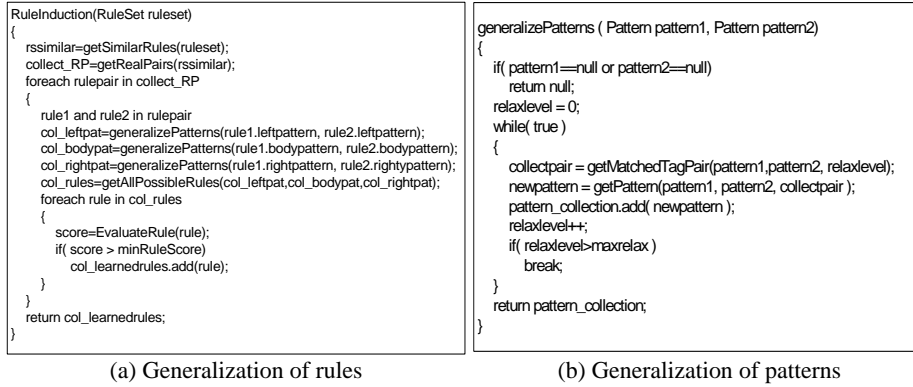 RuleInduction(RuleSet ruleset)
{
rssimilar=getSimilarRules(ruleset);
collect_RP=getRealPairs(rssimilar);
foreach rulepair in collect_RP
{
rule1 and rule2 in rulepair
col_leftpat=generalizePatterns(rule1.leftpattern, rule2.leftpattern);
col_bodypat=generalizePatterns(rule1.bodypattern, rule2.bodypattern);
col_rightpat=generalizePatterns(rule1.rightpattern, rule2.rightypattern);
col_rules=getAllPossibleRules(col_leftpat,col_bodypat,col_rightpat);
foreach rule in col_rules
{
score=EvaluateRule(rule);
if( score > minRuleScore)
col_learnedrules.add(rule);
}
}
return col_learnedrules;
}
(a) Generalization of rules
generalizePatterns ( Pattern pattern1, Pattern pattern2)
{
if( pattern1==null or pattern2==null)
return null;
relaxlevel = 0;
while( true )
{
collectpair = getMatchedTagPair(pattern1,pattern2, relaxlevel);
newpattern = getPattern(pattern1, pattern2, collectpair );
pattern_collection.add( newpattern );
relaxlevel++;
if( relaxlevel>maxrelax )
break;
}
return pattern_collection;
}
(b) Generalization of patterns